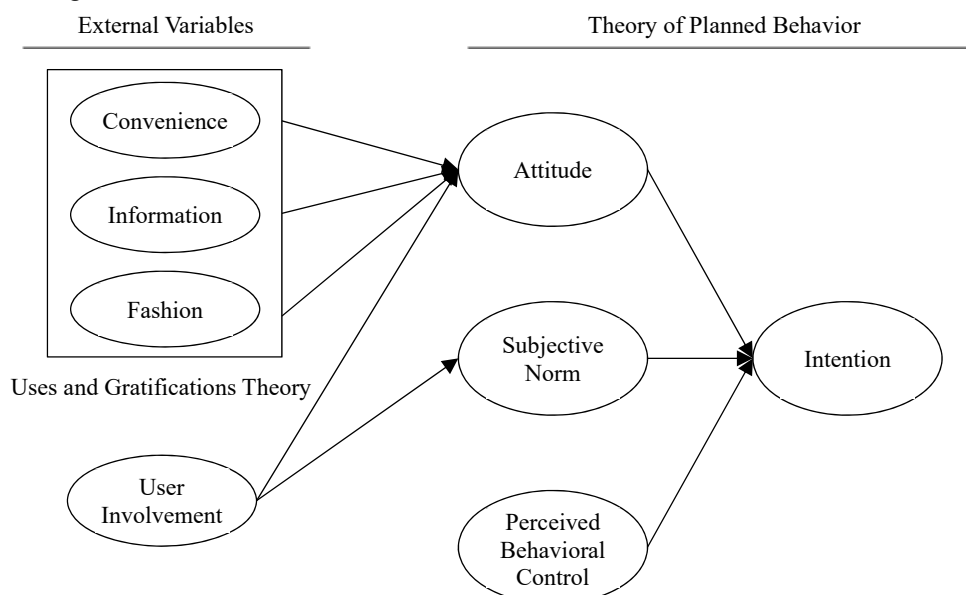 External Variables
Theory of Planned Behavior
Convenience
Information
Fashion
Uses and Gratifications Theory
User
Involvement
Attitude
Subjective
Norm
Perceived
Behavioral
Control
Intention